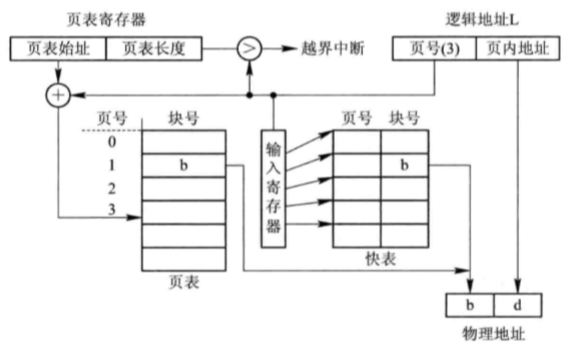 页表寄存器
逻辑地址L
页表始址 页表长度 > 越界中断 页号(3) 页内地址
+
页号 块号
0
1 b
2
3
页表
输入寄存器
页号 块号
b
快表
b d
物理地址